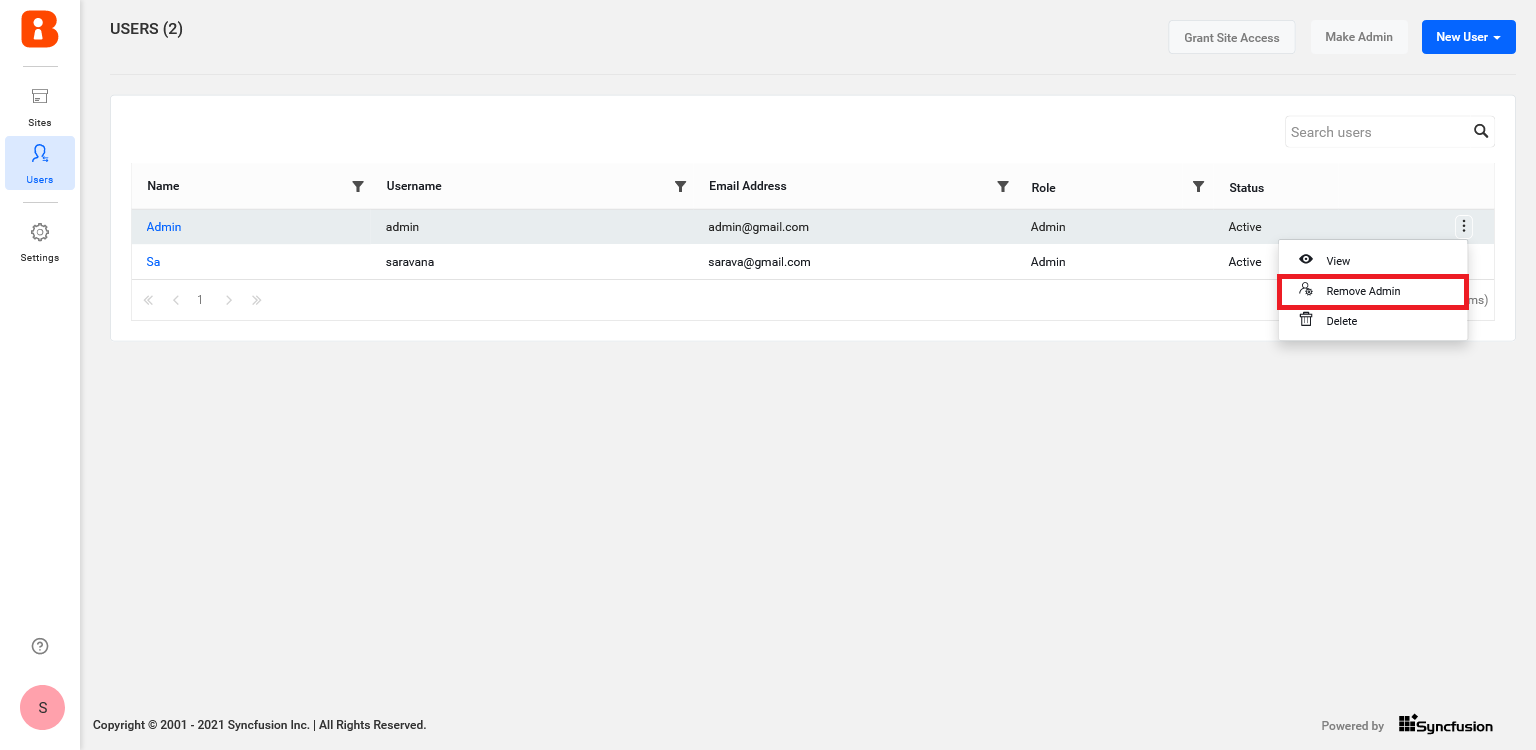 USERS (2)
Grant Site Access
Make Admin
New User
Sites
Users
Settings
Search users
Name Username Email Address Role Status
Admin admin admin@gmail.com Admin Active
Sa saravana sarava@gmail.com Admin Active
View
Remove Admin
Delete
1
ms)
S
Copyright © 2001 - 2021 Syncfusion Inc. | All Rights Reserved.
Powered by Syncfusion